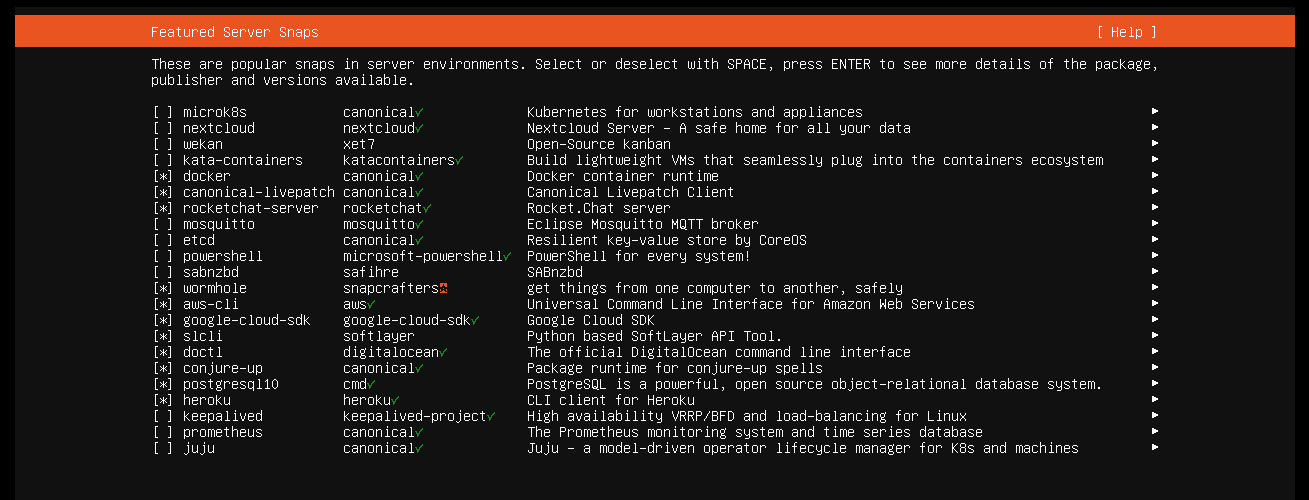 Featured Server Snaps [ Help ]
These are popular snaps in server environments. Select or deselect with SPACE, press ENTER to see more details of the package,
publisher and versions available.
[ ] microk8s canonical✓ Kubernetes for workstations and appliances ►
[ ] nextcloud nextcloud✓ Nextcloud Server – A safe home for all your data ►
[ ] wekan xet7 Open-Source kanban ►
[ ] kata-containers katacontainers✓ Build lightweight VMs that seamlessly plug into the containers ecosystem ►
[*] docker canonical✓ Docker container runtime ►
[*] canonical-livepatch canonical✓ Canonical Livepatch Client ►
[*] rocketchat-server rocketchat✓ Rocket.Chat server ►
[ ] mosquitto mosquitto✓ Eclipse Mosquitto MQTT broker ►
[ ] etcd canonical✓ Resilient key-value store by CoreOS ►
[ ] powershell microsoft-powershell✓ PowerShell for every system! ►
[ ] sabnzbd safihre SABnzbd ►
[*] wormhole snapcrafters✪ get things from one computer to another, safely ►
[*] aws-cli aws✓ Universal Command Line Interface for Amazon Web Services ►
[*] google-cloud-sdk google-cloud-sdk✓ Google Cloud SDK ►
[*] slcli softlayer Python based SoftLayer API Tool. ►
[*] doctl digitalocean✓ The official DigitalOcean command line interface ►
[*] conjure-up canonical✓ Package runtime for conjure-up spells ►
[*] postgresql10 cmd✓ PostgreSQL is a powerful, open source object-relational database system. ►
[*] heroku heroku✓ CLI client for Heroku ►
[ ] keepalived keepalived-project✓ High availability VRRP/BFD and load-balancing for Linux ►
[ ] prometheus canonical✓ The Prometheus monitoring system and time series database ►
[ ] juju canonical✓ Juju - a model-driven operator lifecycle manager for K8s and machines ►